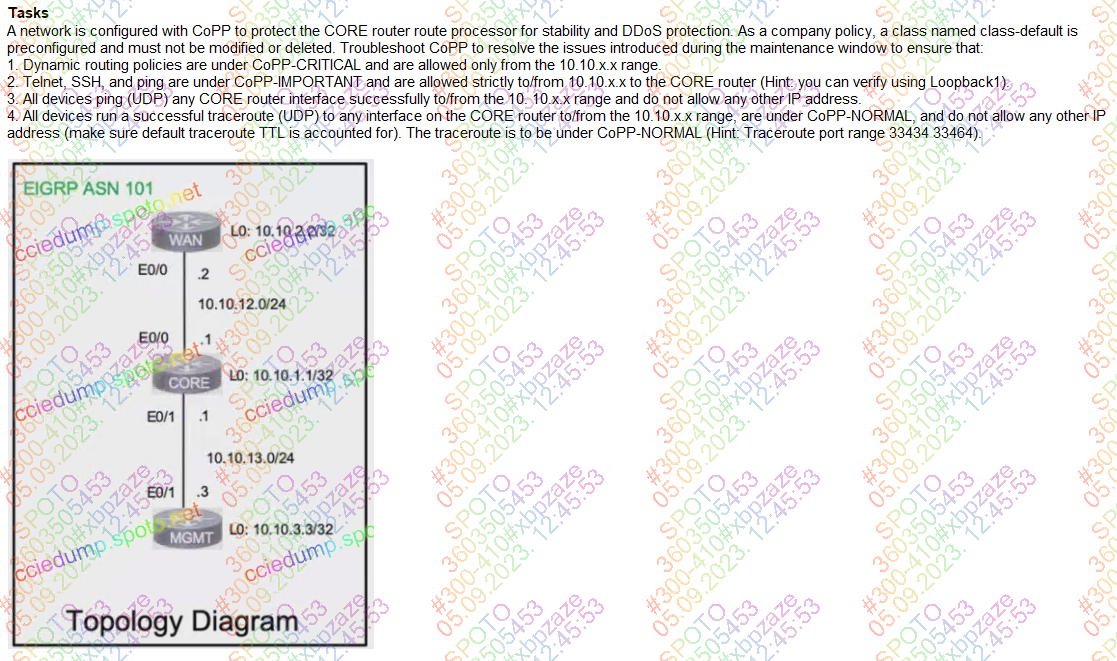 Tasks
A network is configured with CoPP to protect the CORE router route processor for stability and DDoS protection. As a company policy, a class named class-default is
preconfigured and must not be modified or deleted. Troubleshoot CoPP to resolve the issues introduced during the maintenance window to ensure that:
1. Dynamic routing policies are under CoPP-CRITICAL and are allowed only from the 10.10.x.x range.
2. Telnet, SSH, and ping are under CoPP-IMPORTANT and are allowed strictly to/from 10.10.x.x to the CORE router (Hint: you can verify using Loopback1).
3. All devices ping (UDP) any CORE router interface successfully to/from the 10. 10.x.x range and do not allow any other IP address.
4. All devices run a successful traceroute (UDP) to any interface on the CORE router to/from the 10.10.x.x range, are under CoPP-NORMAL, and do not allow any other IP
address (make sure default traceroute TTL is accounted for). The traceroute is to be under CoPP-NORMAL (Hint: Traceroute port range 33434 33464).
EIGRP ASN 101
WAN
L0: 10.10.2.2/32
E0/0
.2
10.10.12.0/24
E0/0
.1
CORE
L0: 10.10.1.1/32
E0/1
.1
10.10.13.0/24
E0/1
.3
MGMT
L0: 10.10.3.3/32
Topology Diagram
cciedump.spoto.net